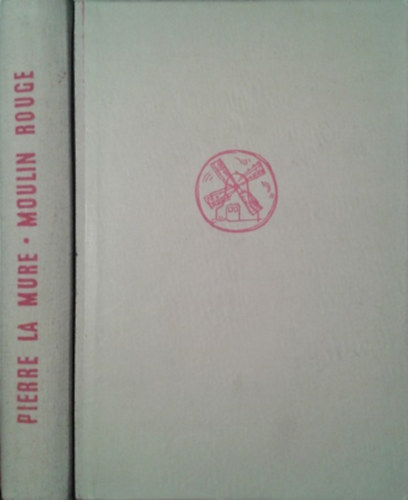 PIERRE LA MURE · MOULIN ROUGE